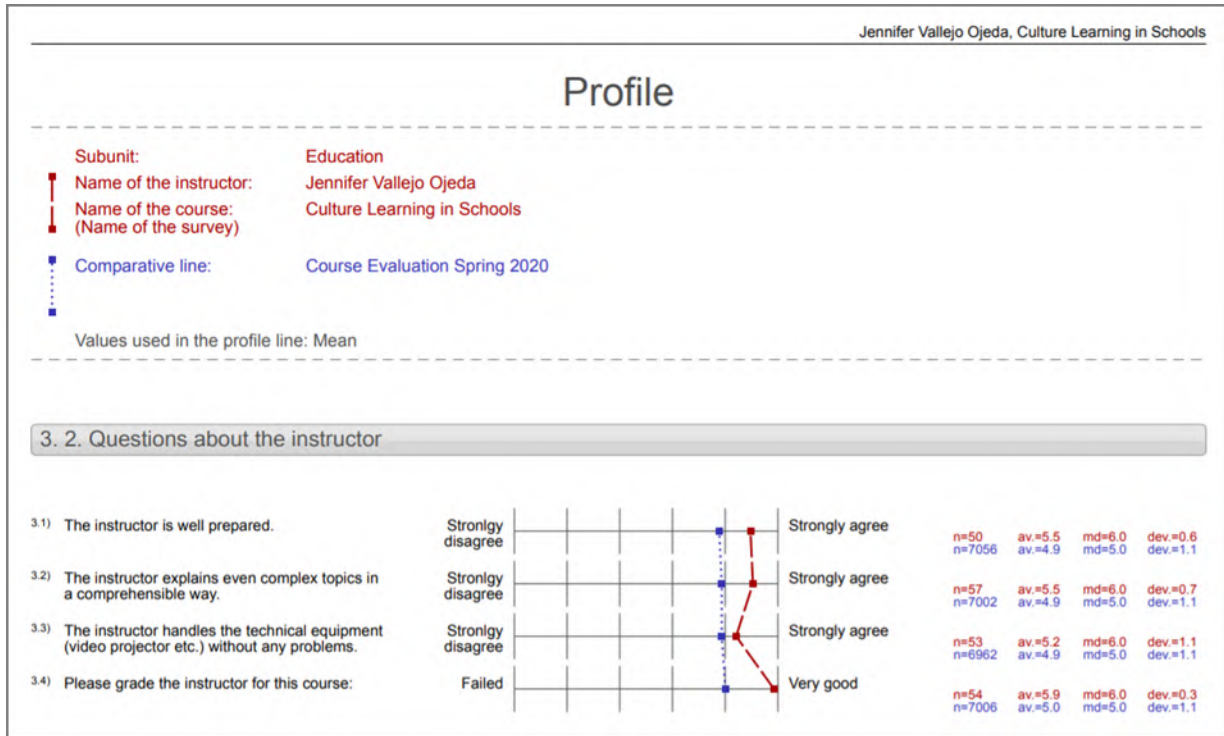 Jennifer Vallejo Ojeda, Culture Learning in Schools
Profile
Subunit: Education
Name of the instructor: Jennifer Vallejo Ojeda
Name of the course: Culture Learning in Schools
(Name of the survey)
Comparative line: Course Evaluation Spring 2020
Values used in the profile line: Mean
3. 2. Questions about the instructor
3.1) The instructor is well prepared. Stronlgy disagree Strongly agree
n=50 av.=5.5 md=6.0 dev.=0.6
n=7056 av.=4.9 md=5.0 dev.=1.1
3.2) The instructor explains even complex topics in
a comprehensible way. Stronlgy disagree Strongly agree
n=57 av.=5.5 md=6.0 dev.=0.7
n=7002 av.=4.9 md=5.0 dev.=1.1
3.3) The instructor handles the technical equipment
(video projector etc.) without any problems. Stronlgy disagree Strongly agree
n=53 av.=5.2 md=6.0 dev.=1.1
n=6962 av.=4.9 md=5.0 dev.=1.1
3.4) Please grade the instructor for this course: Failed Very good
n=54 av.=5.9 md=6.0 dev.=0.3
n=7006 av.=5.0 md=5.0 dev.=1.1